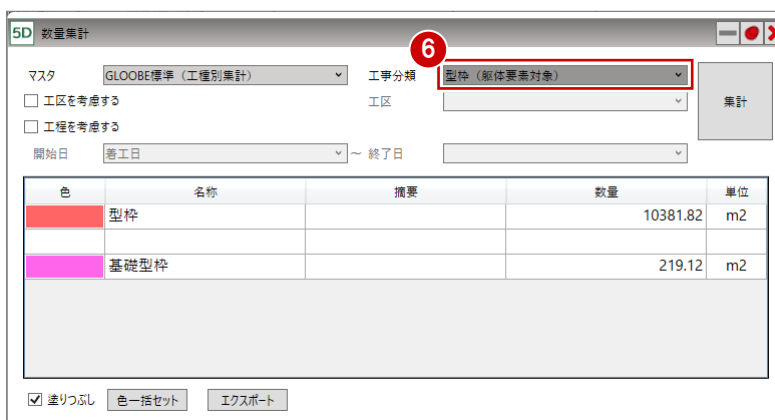 5D 数量集計
6
マスタ GLOOBE標準（工種別集計） 工事分類 型枠（躯体要素対象）
工区を考慮する 工区 集計
工程を考慮する
開始日 着工日 ～ 終了日
色 名称 摘要 数量 単位
型枠 10381.82 m2
基礎型枠 219.12 m2
塗りつぶし 色一括セット エクスポート